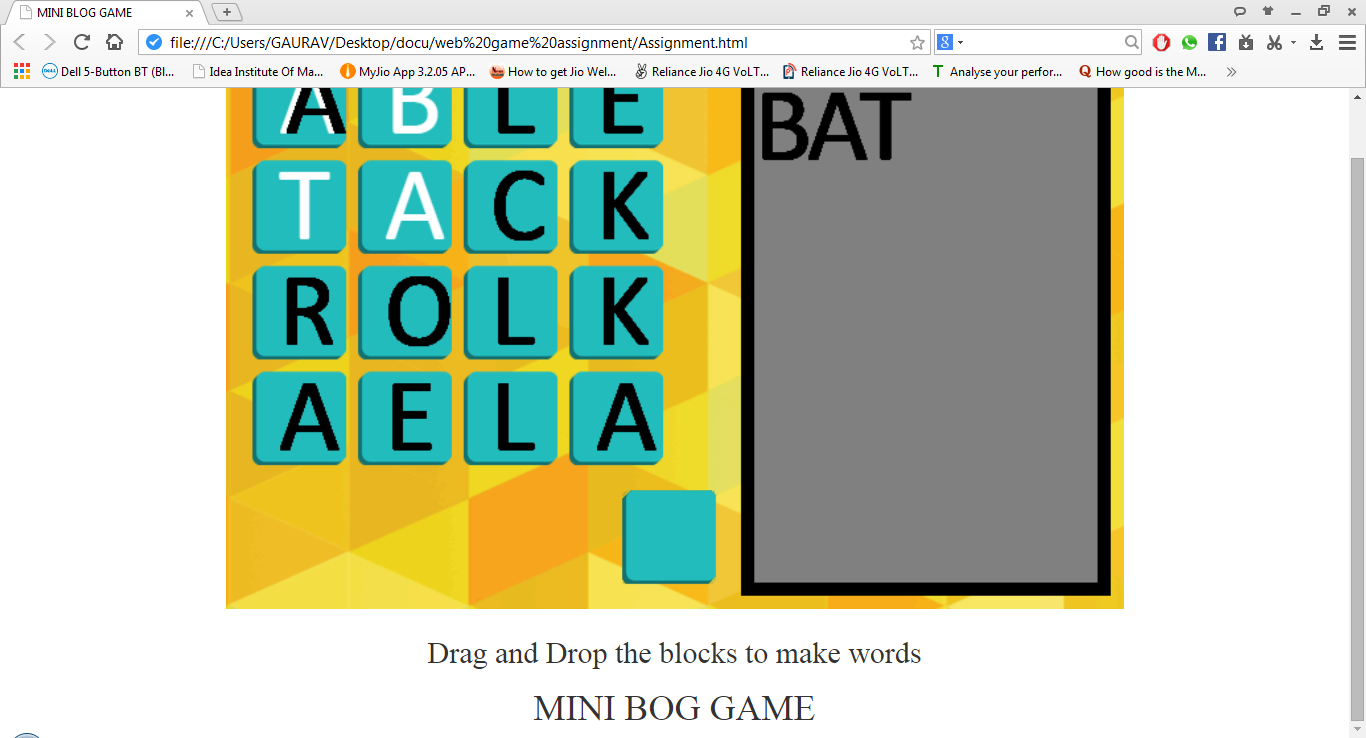 MINI BLOG GAME
file:///C:/Users/GAURAV/Desktop/docu/web%20game%20assignment/Assignment.html
Dell 5-Button BT (Bl... Idea Institute Of Ma... MyJio App 3.2.05 AP... How to get Jio Wel... Reliance Jio 4G VoLT... Reliance Jio 4G VoLT... Analyse your perfor... How good is the M...
A B L E
BAT
T A C K
R O L K
A E L A
Drag and Drop the blocks to make words
MINI BOG GAME